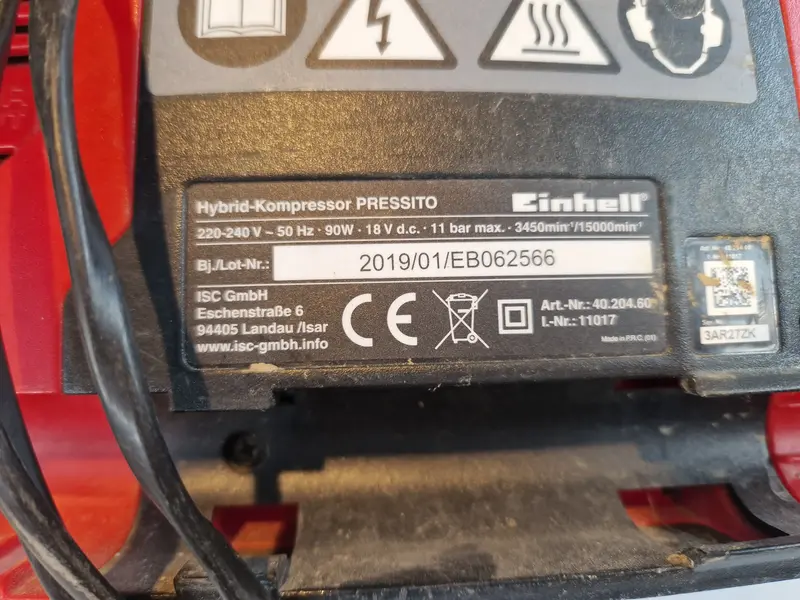 Hybrid-Kompressor PRESSITO Einhell®
220-240 V ~ 50 Hz · 90W · 18 V d.c. · 11 bar max. · 3450min⁻¹/15000min⁻¹
Bj./Lot-Nr.: 2019/01/EB062566
ISC GmbH
Eschenstraße 6
94405 Landau /Isar
www.isc-gmbh.info
CE
Art.-Nr.: 40.204.60
I.-Nr.: 11017
Made in P.R.C.
3AR27ZK